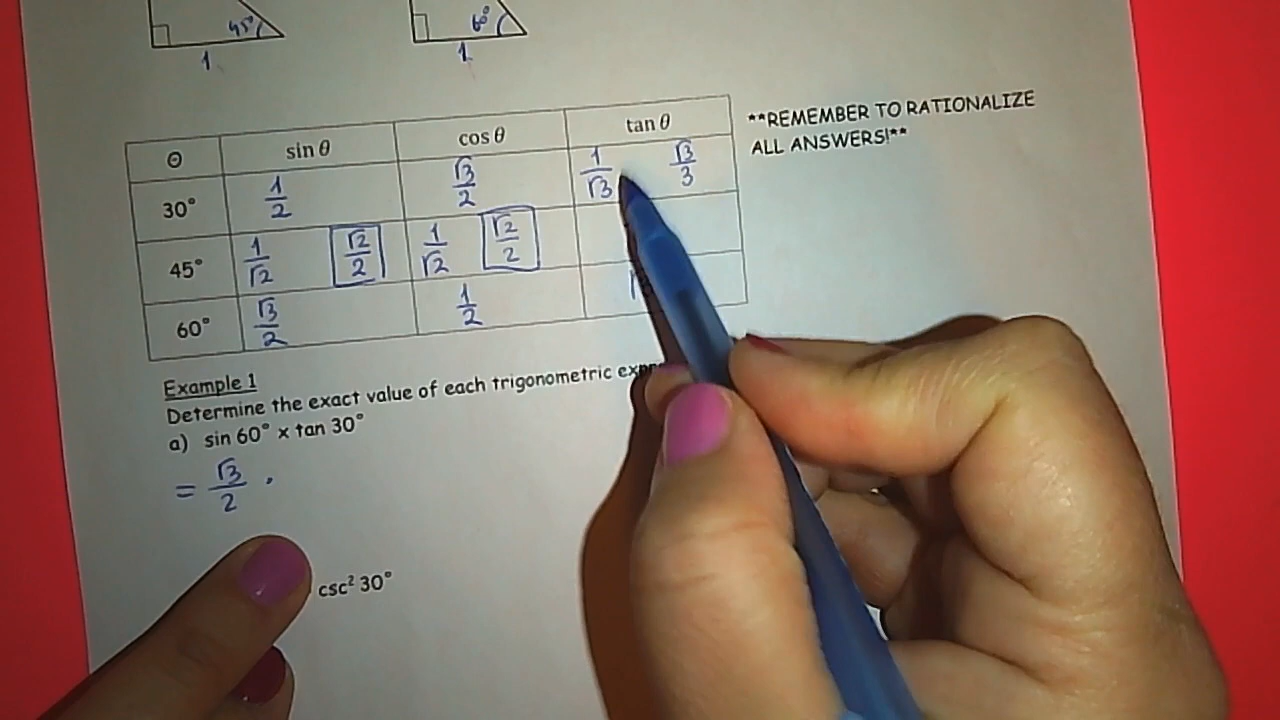 45° 60°
1 1
Θ sin θ cos θ tan θ
**REMEMBER TO RATIONALIZE
ALL ANSWERS!**
30° 1/2 √3/2 1/√3 √3/3
45° 1/√2 √2/2 1/√2 √2/2
60° √3/2 1/2
Example 1
Determine the exact value of each trigonometric
a) sin 60° x tan 30°
= √3/2 ·
csc² 30°